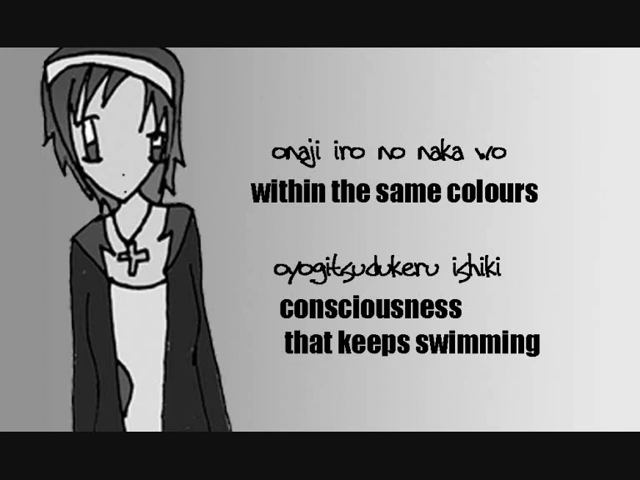 onaji iro no naka wo
within the same colours
oyogitsudukeru ishiki
consciousness
that keeps swimming